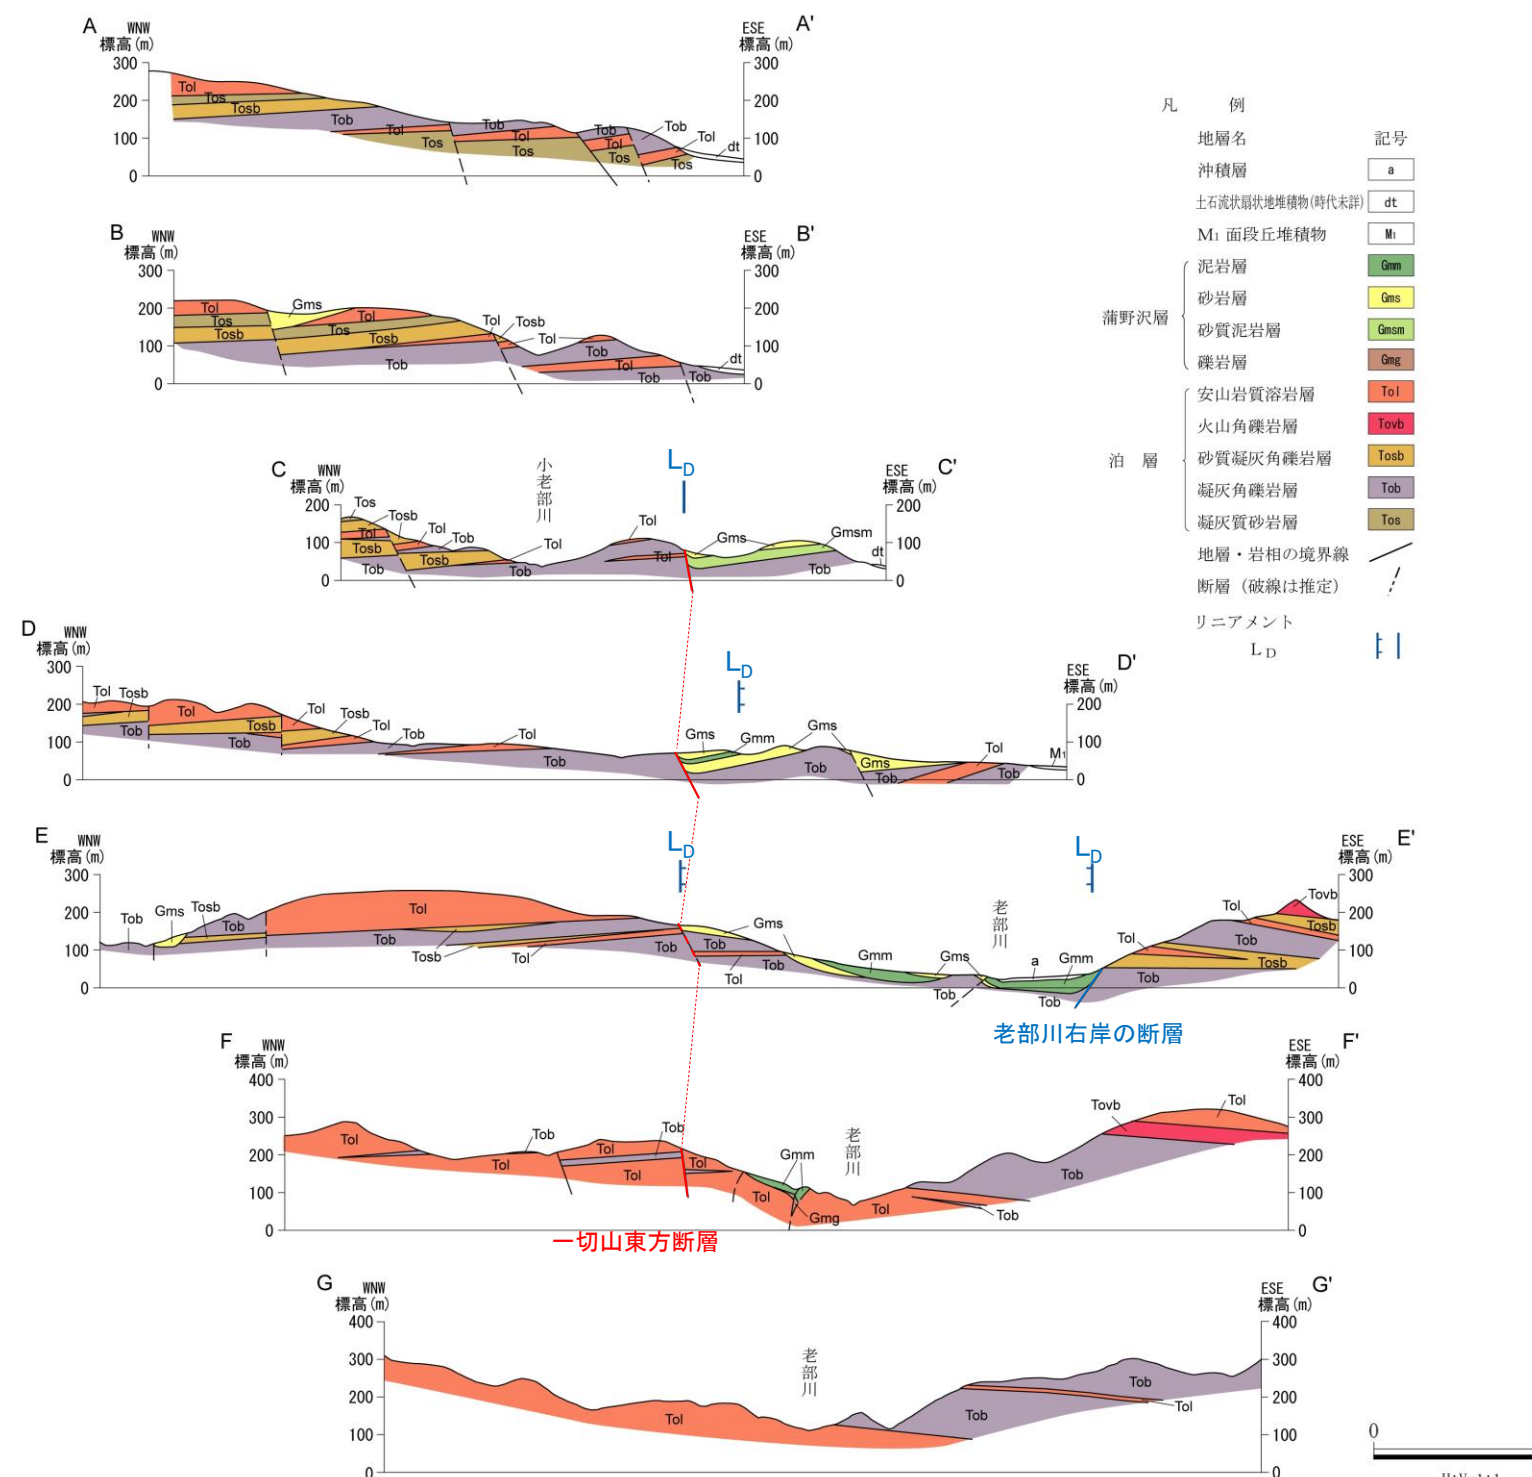 A WNW 標高(m)
ESE 標高(m) A'
300 300
200 200
100 100
0 0
Tol
Tos
Tosb
Tob
Tol
Tos
Tob
Tol
Tos
Tob
Tol
Tos
Tob
Tol
Tos
dt
B WNW 標高(m)
ESE 標高(m) B'
300 300
200 200
100 100
0 0
Tol
Tos
Tosb
Gms
Tol
Tos
Tosb
Tob
Tol
Tosb
Tol
Tob
Tol
Tob
Tob
dt
C WNW 標高(m)
小老部川
LD
ESE 標高(m) C'
200 200
100 100
0 0
Tos
Tosb
Tol
Tosb
Tob
Tol
Tob
Tosb
Tol
Tob
Tol
Tol
Gms
Gmsm
Tob
dt
D WNW 標高(m)
LD
ESE 標高(m) D'
300
200 200
100 100
0 0
Tol
Tosb
Tob
Tol
Tosb
Tob
Tol
Tosb
Tol
Tob
Tol
Tob
Gms
Gmm
Gms
Tob
Gms
Tob
Tol
Tob
M1
E WNW 標高(m)
LD
LD
ESE 標高(m) E'
300 300
200 200
100 100
0 0
Tob
Gms
Tosb
Tob
Tol
Tob
Tosb
Tol
Tob
Gms
Tob
Tol
Tob
Gmm
Gms
老部川
Tob
a
Gmm
Tob
Tol
Tob
Tol
Tosb
Tob
Tovb
Tosb
老部川右岸の断層
F WNW 標高(m)
ESE 標高(m) F'
400 400
300 300
200 200
100 100
0 0
Tol
Tob
Tol
Tol
Tob
Tol
Tol
Gmm
Tol
Gmg
老部川
Tol
Tob
Tob
Tovb
Tol
一切山東方断層
G WNW 標高(m)
ESE 標高(m) G'
400 400
300 300
200 200
100 100
0 0
老部川
Tol
Tob
Tob
Tol
凡 例
地層名 記号
沖積層 a
土石流状扇状地堆積物(時代未詳) dt
M1 面段丘堆積物 M1
蒲野沢層
泥岩層 Gmm
砂岩層 Gms
砂質泥岩層 Gmsm
礫岩層 Gmg
泊 層
安山岩質溶岩層 Tol
火山角礫岩層 Tovb
砂質凝灰角礫岩層 Tosb
凝灰角礫岩層 Tob
凝灰質砂岩層 Tos
地層・岩相の境界線
断層(破線は推定)
リニアメント
LD
0